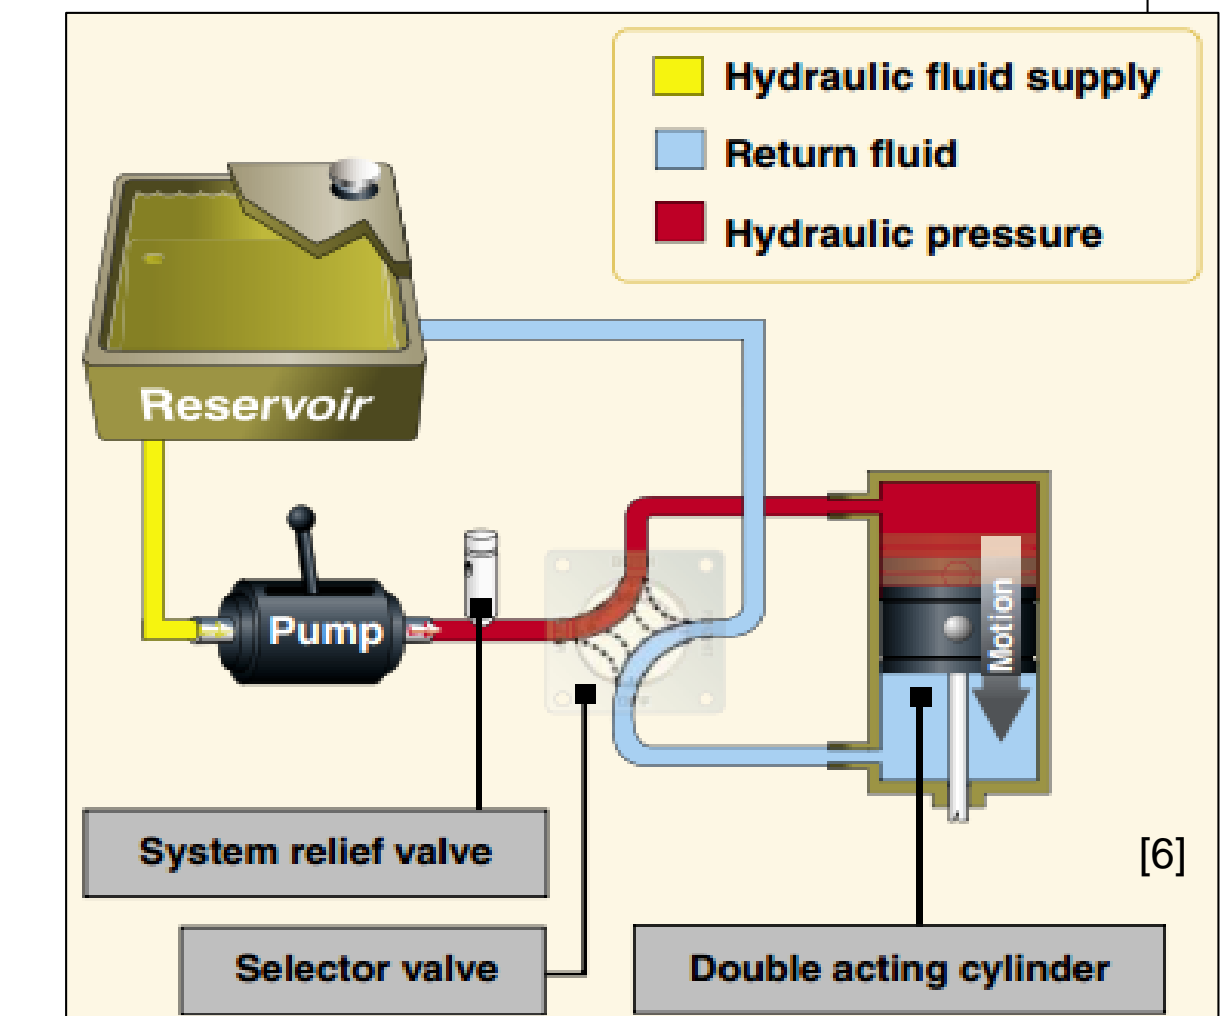 Hydraulic fluid supply
Return fluid
Hydraulic pressure
Reservoir
Pump
Motion
System relief valve
[6]
Selector valve
Double acting cylinder